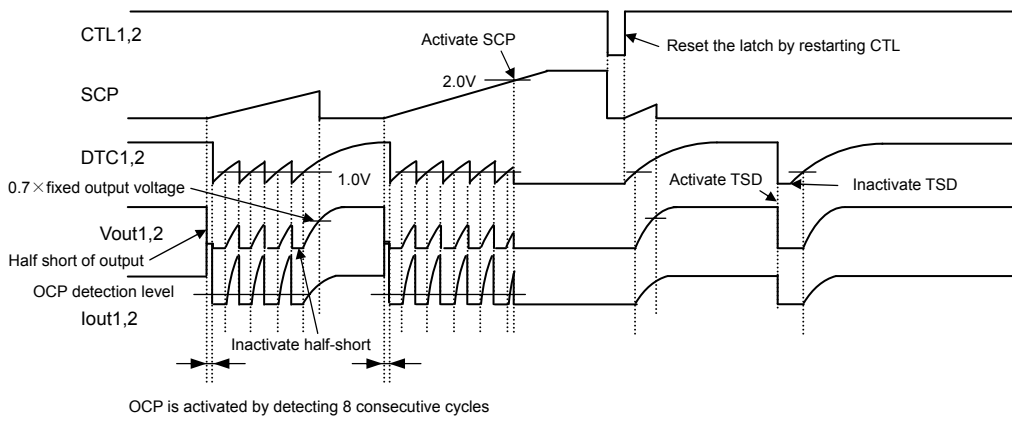 CTL1,2
Activate SCP
Reset the latch by restarting CTL
2.0V
SCP
DTC1,2
1.0V
0.7×fixed output voltage
Activate TSD
Inactivate TSD
Vout1,2
Half short of output
OCP detection level
Iout1,2
Inactivate half-short
OCP is activated by detecting 8 consecutive cycles